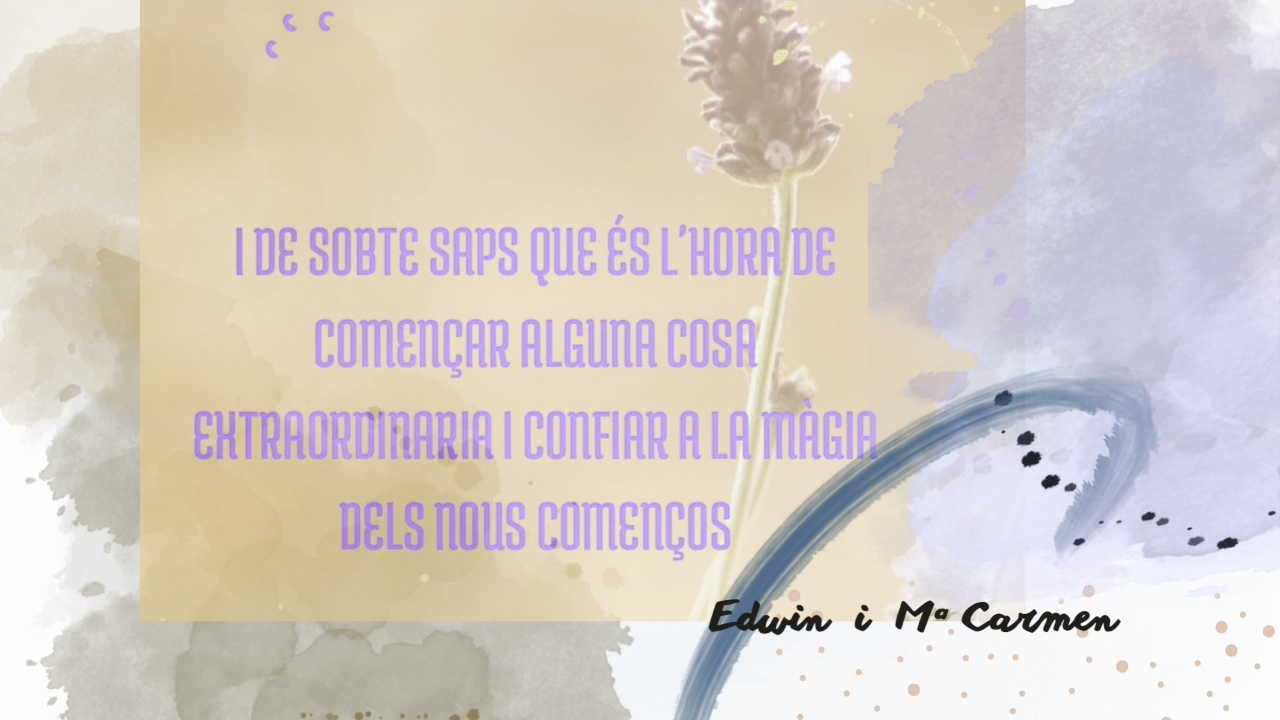 I DE SOBTE SAPS QUE ÉS L'HORA DE
COMENÇAR ALGUNA COSA
EXTRAORDINARIA I CONFIAR A LA MÀGIA
DELS NOUS COMENÇOS
Edwin i Mª Carmen